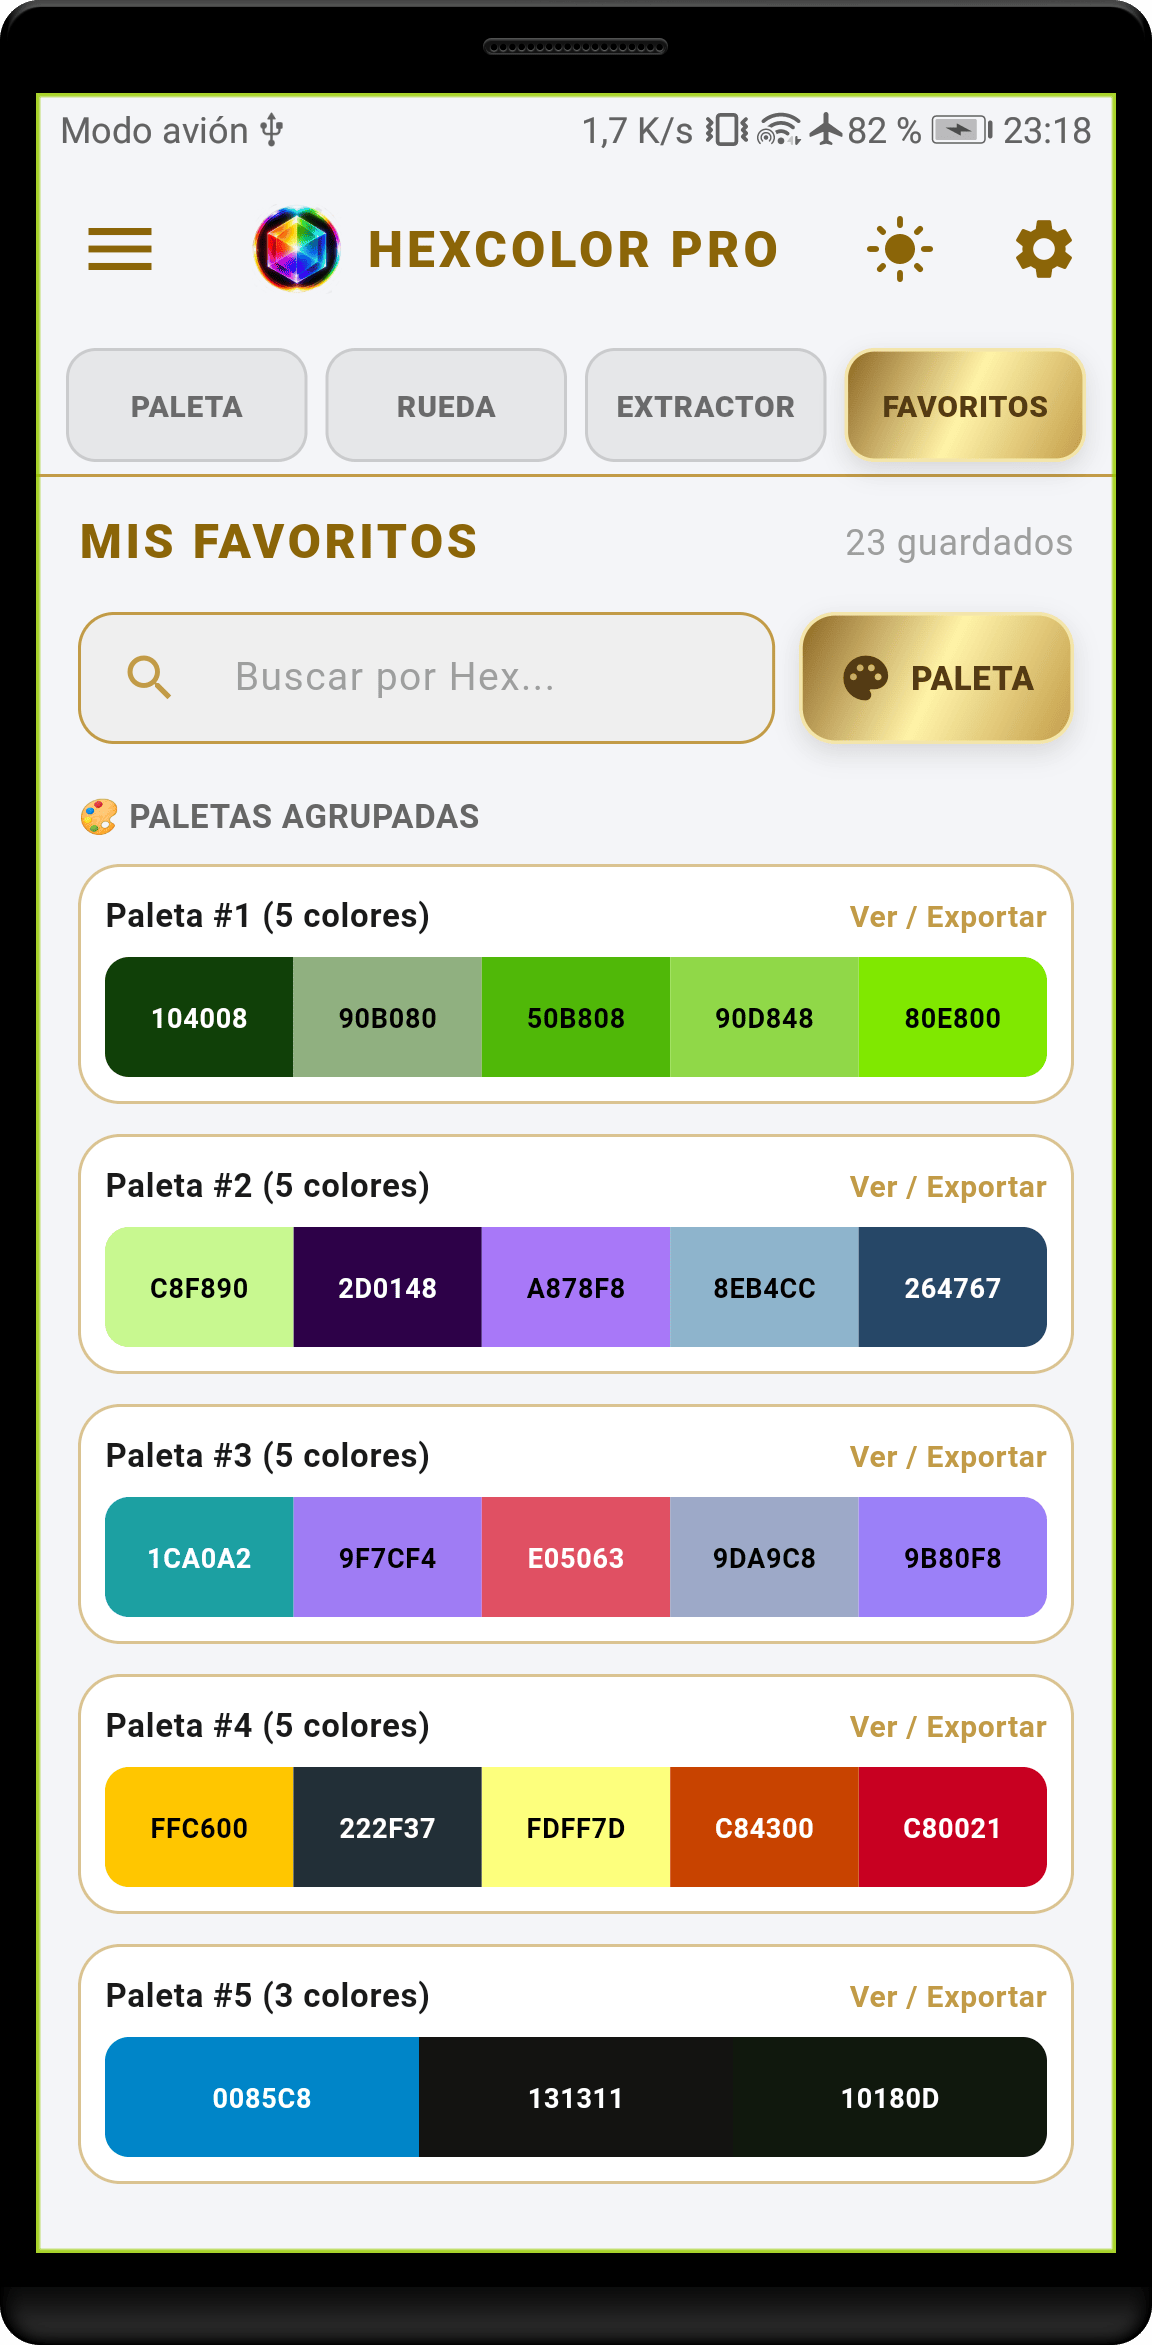 Modo avión 1,7 K/s 82 % 23:18
HEXCOLOR PRO
PALETA RUEDA EXTRACTOR FAVORITOS
MIS FAVORITOS 23 guardados
Buscar por Hex... PALETA
PALETAS AGRUPADAS
Paleta #1 (5 colores) Ver / Exportar
104008 90B080 50B808 90D848 80E800
Paleta #2 (5 colores) Ver / Exportar
C8F890 2D0148 A878F8 8EB4CC 264767
Paleta #3 (5 colores) Ver / Exportar
1CA0A2 9F7CF4 E05063 9DA9C8 9B80F8
Paleta #4 (5 colores) Ver / Exportar
FFC600 222F37 FDFF7D C84300 C80021
Paleta #5 (3 colores) Ver / Exportar
0085C8 131311 10180D